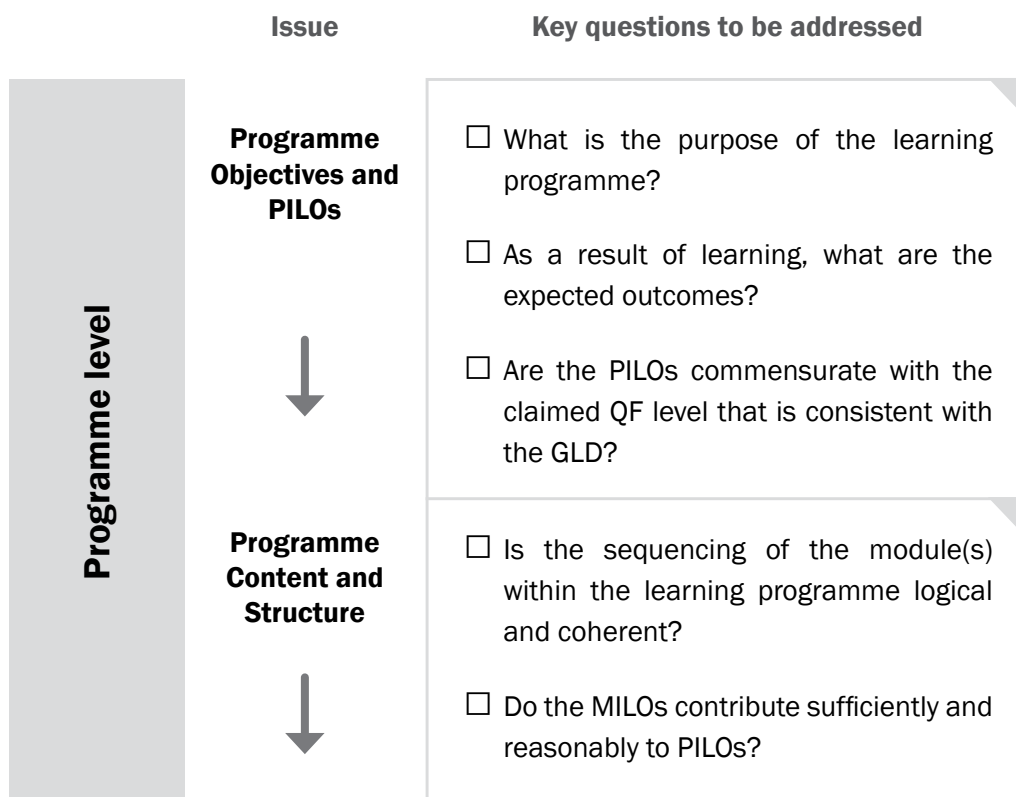 Issue
Key questions to be addressed
Programme level
Programme
Objectives and
PILOs
☐ What is the purpose of the learning
programme?
☐ As a result of learning, what are the
expected outcomes?
☐ Are the PILOs commensurate with the
claimed QF level that is consistent with
the GLD?
Programme
Content and
Structure
☐ Is the sequencing of the module(s)
within the learning programme logical
and coherent?
☐ Do the MILOs contribute sufficiently and
reasonably to PILOs?